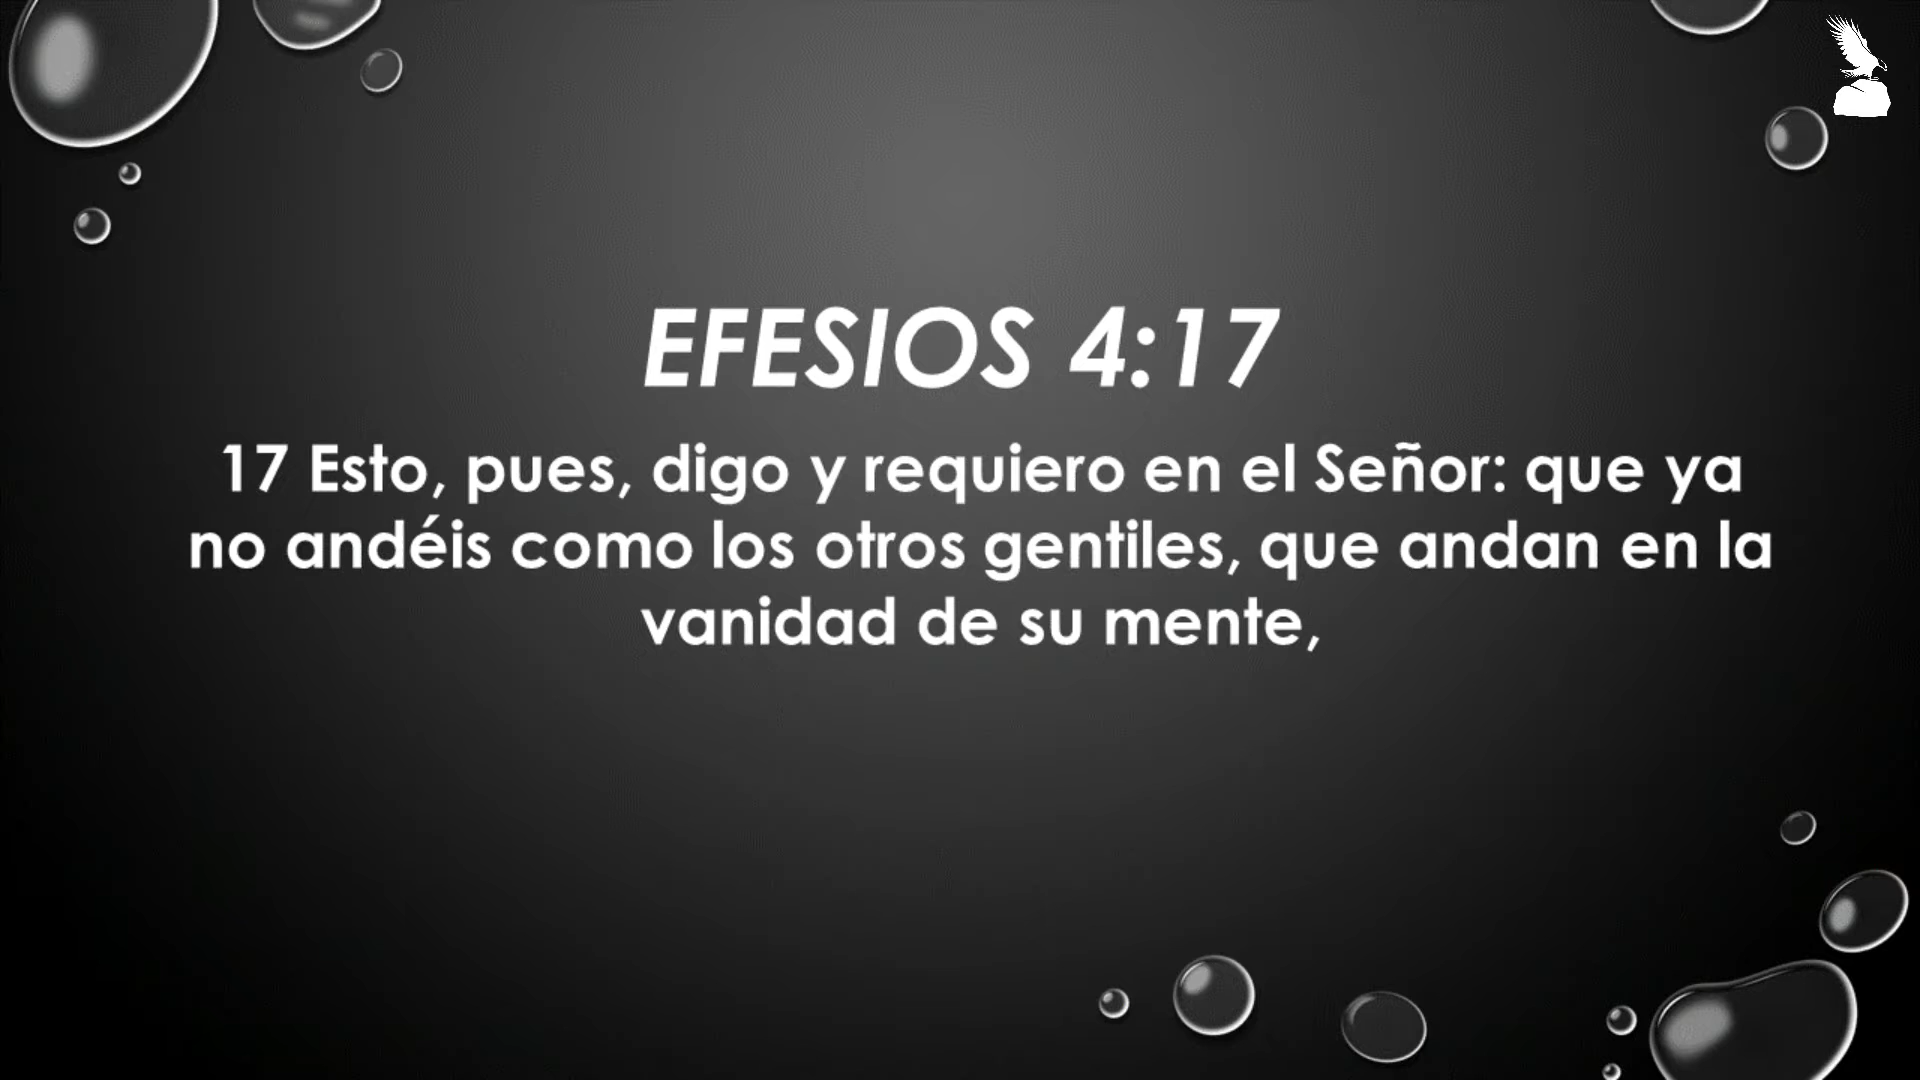 EFESIOS 4:17
17 Esto, pues, digo y requiero en el Señor: que ya
no andéis como los otros gentiles, que andan en la
vanidad de su mente,